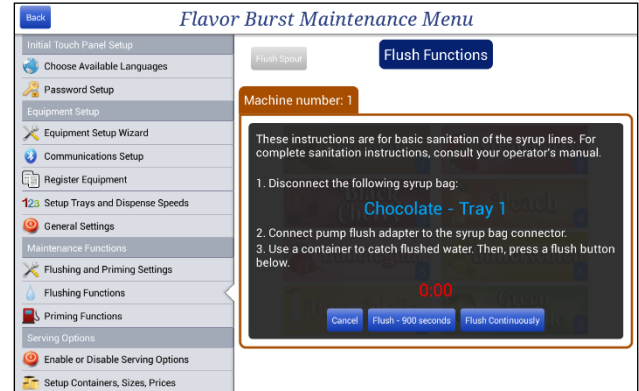 Back
Flavor Burst Maintenance Menu
Initial Touch Panel Setup
Choose Available Languages
Password Setup
Equipment Setup
Equipment Setup Wizard
Communications Setup
Register Equipment
123 Setup Trays and Dispense Speeds
General Settings
Maintenance Functions
Flushing and Priming Settings
Flushing Functions
Priming Functions
Serving Options
Enable or Disable Serving Options
Setup Containers, Sizes, Prices
Flush Spout
Flush Functions
Machine number: 1
These instructions are for basic sanitation of the syrup lines. For
complete sanitation instructions, consult your operator's manual.
1. Disconnect the following syrup bag:
Chocolate - Tray 1
2. Connect pump flush adapter to the syrup bag connector.
3. Use a container to catch flushed water. Then, press a flush button
below.
0:00
Cancel
Flush - 900 seconds
Flush Continuously